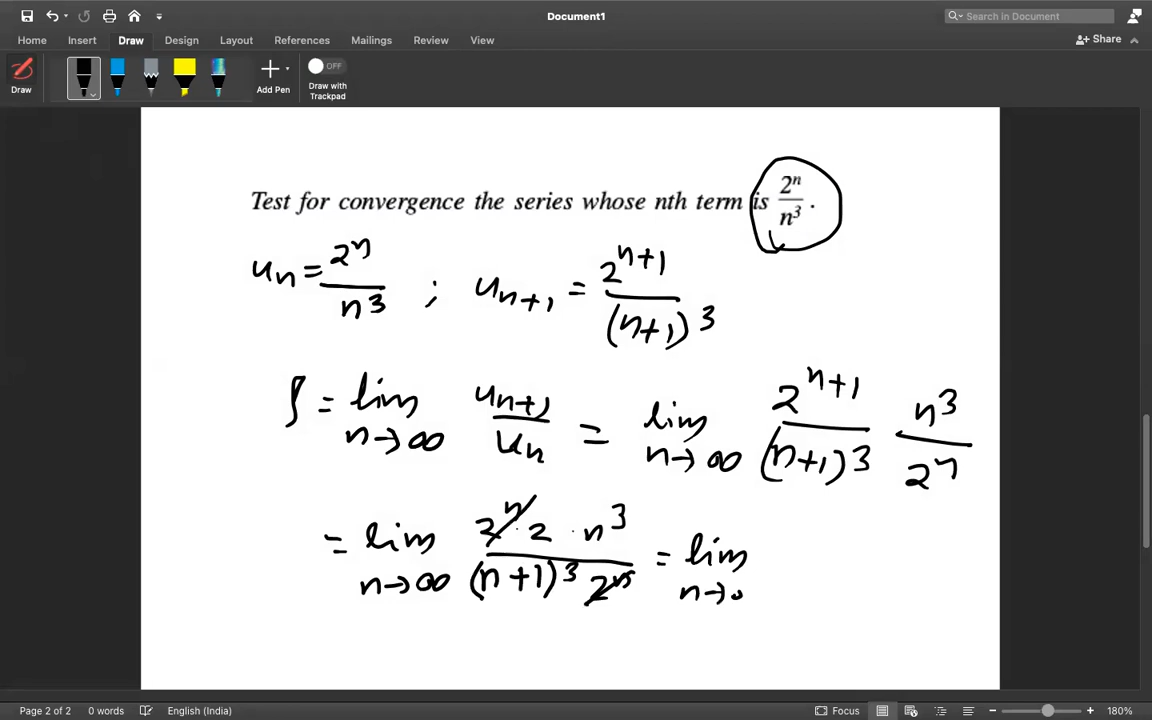 Document1
Search in Document
Home Insert Draw Design Layout References Mailings Review View
Share
Draw
Add Pen
OFF
Draw with Trackpad
Test for convergence the series whose nth term is 2^n/n^3 .
u_n = 2^n/n^3 ; u_{n+1} = 2^{n+1}/(n+1)^3
ρ = lim_{n→∞} u_{n+1}/u_n = lim_{n→∞} 2^{n+1}/(n+1)^3 n^3/2^n
= lim_{n→∞} 2^n · 2 · n^3/(n+1)^3 2^n = lim_{n→
Page 2 of 2 0 words English (India) Focus 180%